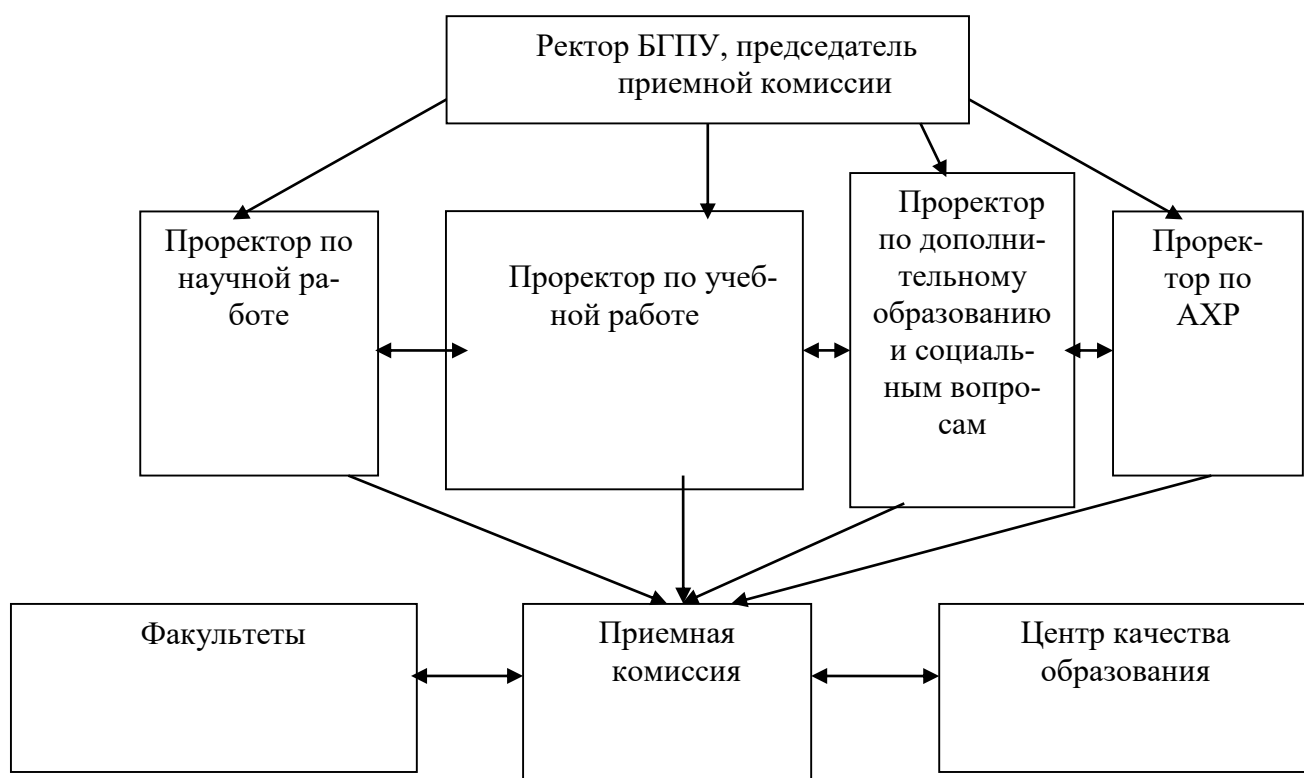 Ректор БГПУ, председатель
приемной комиссии
Проректор по
научной ра-
боте
Проректор по учеб-
ной работе
Проректор
по дополни-
тельному
образованию
и социаль-
ным вопро-
сам
Прорек-
тор по
АХР
Факультеты
Приемная
комиссия
Центр качества
образования